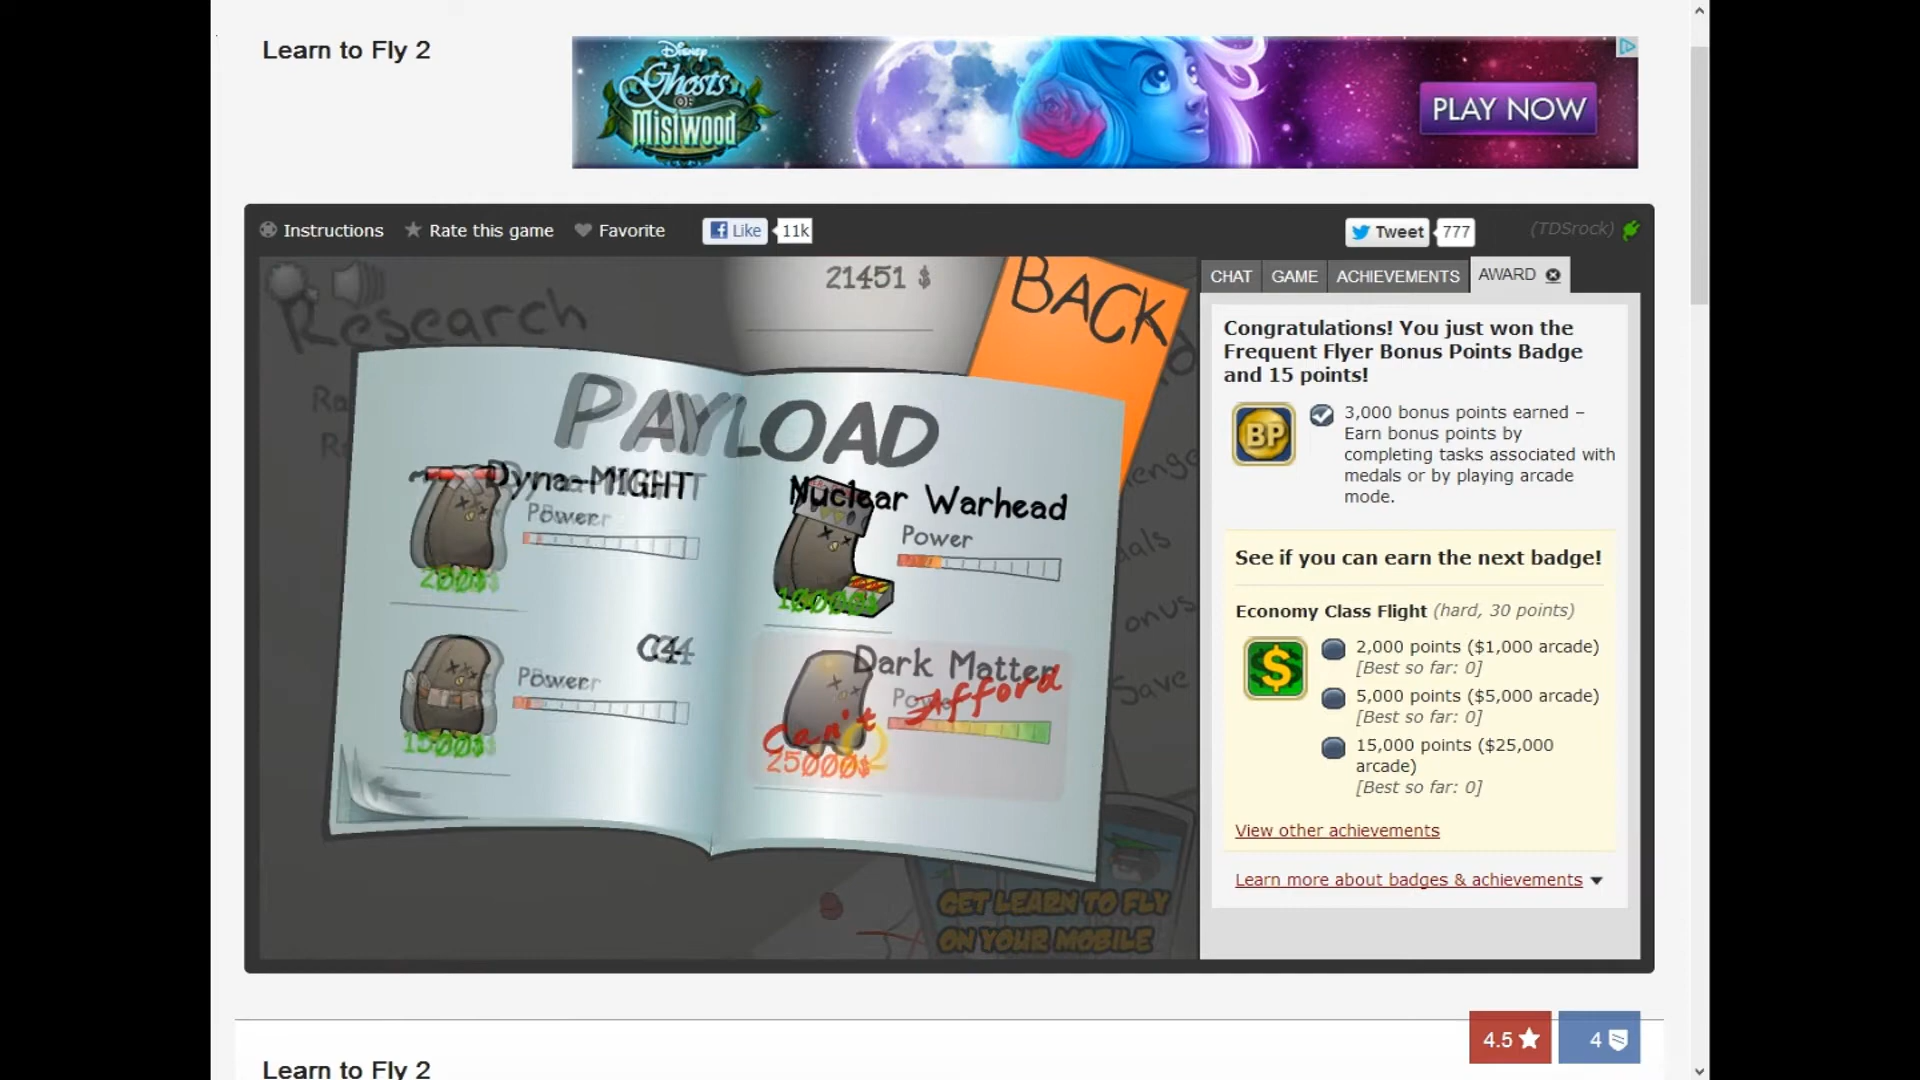 Learn to Fly 2
Disney
Ghosts
OF
Mistwood
PLAY NOW
Instructions
Rate this game
Favorite
Like
11k
Tweet
777
(TDSrock)
21451 $
BACK
Research
CHAT
GAME
ACHIEVEMENTS
AWARD
PAYLOAD
Dyna-MIGHT
Power
200$
Nuclear Warhead
Power
10000$
C4
Power
1500$
Dark Matter
Power
Can't Afford
25000$
Save
GET LEARN TO FLY
ON YOUR MOBILE
Congratulations! You just won the
Frequent Flyer Bonus Points Badge
and 15 points!
BP
3,000 bonus points earned –
Earn bonus points by
completing tasks associated with
medals or by playing arcade
mode.
See if you can earn the next badge!
Economy Class Flight (hard, 30 points)
$
2,000 points ($1,000 arcade)
[Best so far: 0]
5,000 points ($5,000 arcade)
[Best so far: 0]
15,000 points ($25,000
arcade)
[Best so far: 0]
View other achievements
Learn more about badges & achievements
4.5
4
Learn to Fly 2